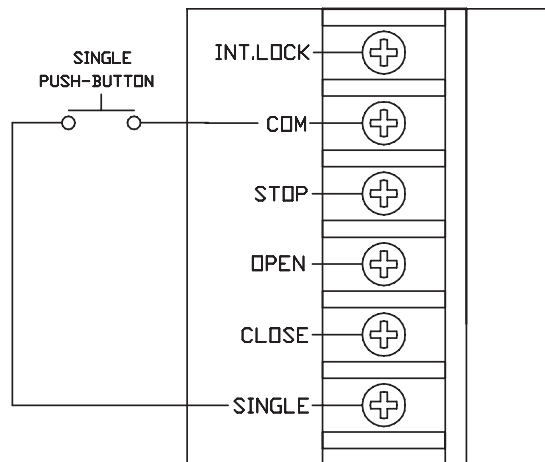 INT.LOCK
SINGLE
PUSH-BUTTON
COM
STOP
OPEN
CLOSE
SINGLE